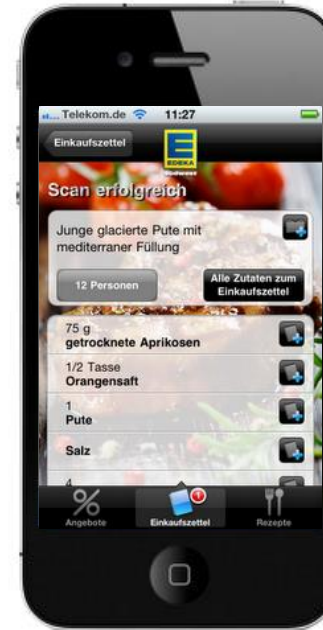 Telekom.de 11:27
Einkaufszettel
E
EDEKA
Südwest
Scan erfolgreich
Junge glacierte Pute mit
mediterraner Füllung
12 Personen
Alle Zutaten zum
Einkaufszettel
75 g
getrocknete Aprikosen
1/2 Tasse
Orangensaft
1
Pute
Salz
4
1
Angebote Einkaufszettel Rezepte